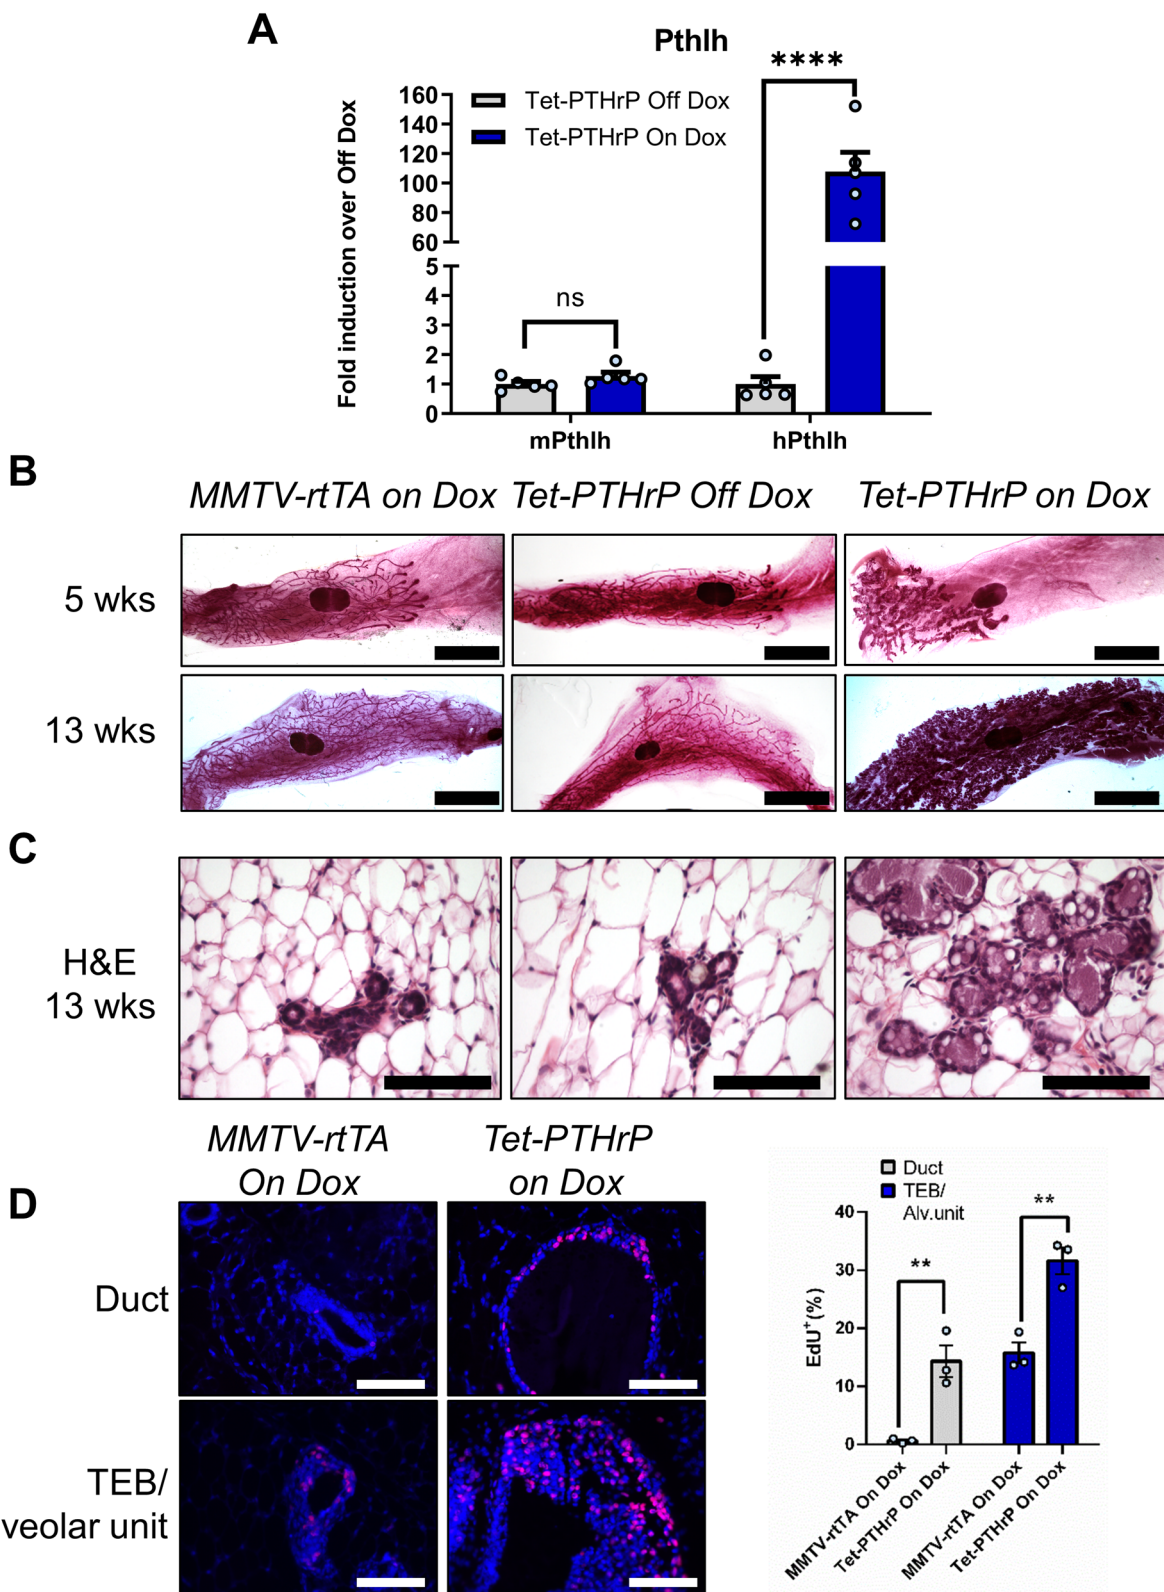 A
Pthlh
****
Fold induction over Off Dox
160
140
120
100
80
60
5
4
3
2
1
0
Tet-PTHrP Off Dox
Tet-PTHrP On Dox
ns
mPthlh
hPthlh
B
MMTV-rtTA on Dox
Tet-PTHrP Off Dox
Tet-PTHrP on Dox
5 wks
13 wks
C
H&E
13 wks
D
MMTV-rtTA
On Dox
Tet-PTHrP
on Dox
Duct
TEB/
veolar unit
Duct
TEB/
Alv.unit
EdU+(%)
40
30
20
10
0
**
**
MMTV-rtTA On Dox
Tet-PTHrP On Dox
MMTV-rtTA On Dox
Tet-PTHrP On Dox